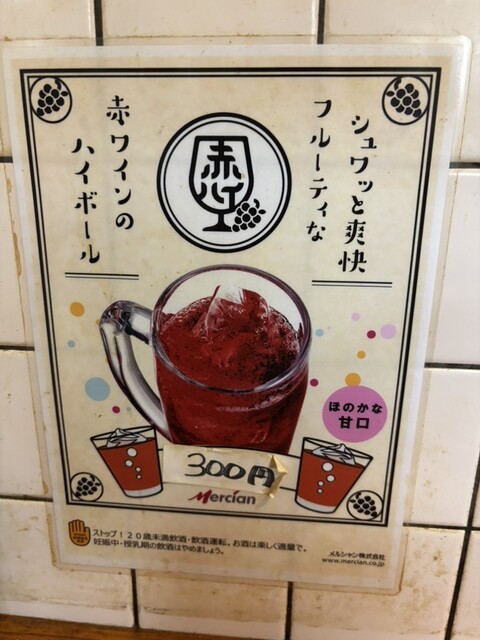 シュワッと爽快
フルーティな
赤ワインの
ハイボール
赤ハイ
ほのかな
甘口
300円
Mercian
ストップ!20歳未満飲酒・飲酒運転。お酒は楽しく適量で。
妊娠中・授乳期の飲酒はやめましょう。
メルシャン株式会社
www.mercian.co.jp